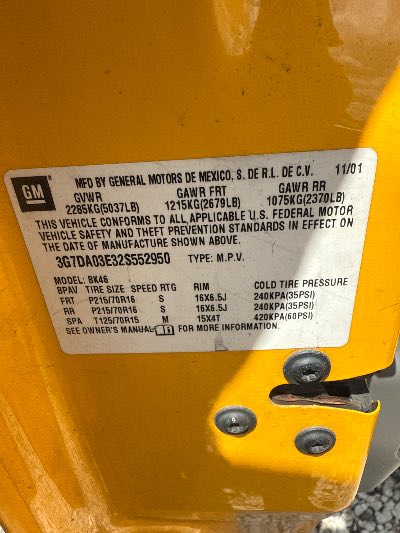 GM
MFD BY GENERAL MOTORS DE MEXICO, S. DE R.L. DE C.V. 11/01
GVWR GAWR FRT GAWR RR
2285KG(5037LB) 1215KG(2679LB) 1075KG(2370LB)
THIS VEHICLE CONFORMS TO ALL APPLICABLE U.S. FEDERAL MOTOR
VEHICLE SAFETY AND THEFT PREVENTION STANDARDS IN EFFECT ON
THE DATE OF MANUFACTURE SHOWN ABOVE.
3G7DA03E32S552950 TYPE: M.P.V.
MODEL: BK46
BPAV TIRE SIZE SPEED RTG RIM COLD TIRE PRESSURE
FRT P215/70R16 S 16X6.5J 240KPA(35PSI)
RR P215/70R16 S 16X6.5J 240KPA(35PSI)
SPA T125/70R15 M 15X4T 420KPA(60PSI)
SEE OWNER'S MANUAL FOR MORE INFORMATION.